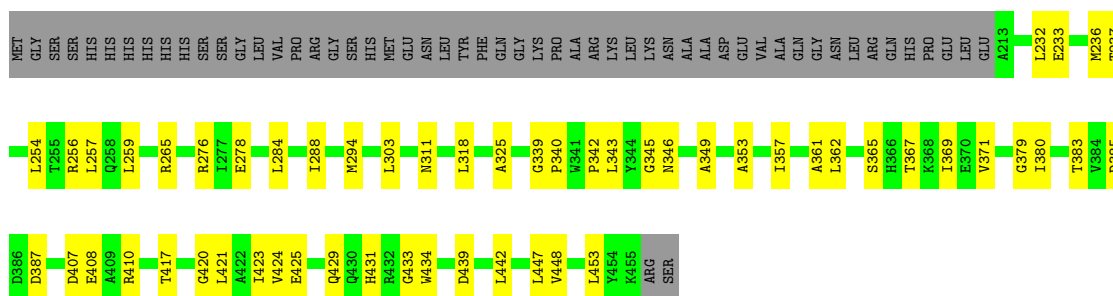 MET GLY SER SER HIS HIS HIS HIS HIS HIS HIS HIS SER SER GLY LEU VAL PRO ARG GLY SER HIS MET GLU ASN LEU TYR PHE GLN GLY LYS PRO ALA ARG LYS LEU LYS ASN ALA ALA ASP GLU VAL ALA GLN GLY ASN LEU ARG GLN HIS PRO GLU LEU GLU A213 L232 E233 M236
L254 T255 R256 L257 Q258 L259 R265 R276 I277 E278 L284 I288 M294 L303 N311 L318 A325 G339 P340 W341 P342 L343 Y344 G345 N346 A349 A353 I357 A361 L362 S365 H366 T367 K368 I369 E370 V371 G379 I380 T383 V384
D386 D387 D407 E408 A409 R410 T417 G420 L421 A422 I423 V424 E425 Q429 Q430 H431 R432 G433 W434 D439 L442 L447 V448 L453 Y454 K455 ARG SER